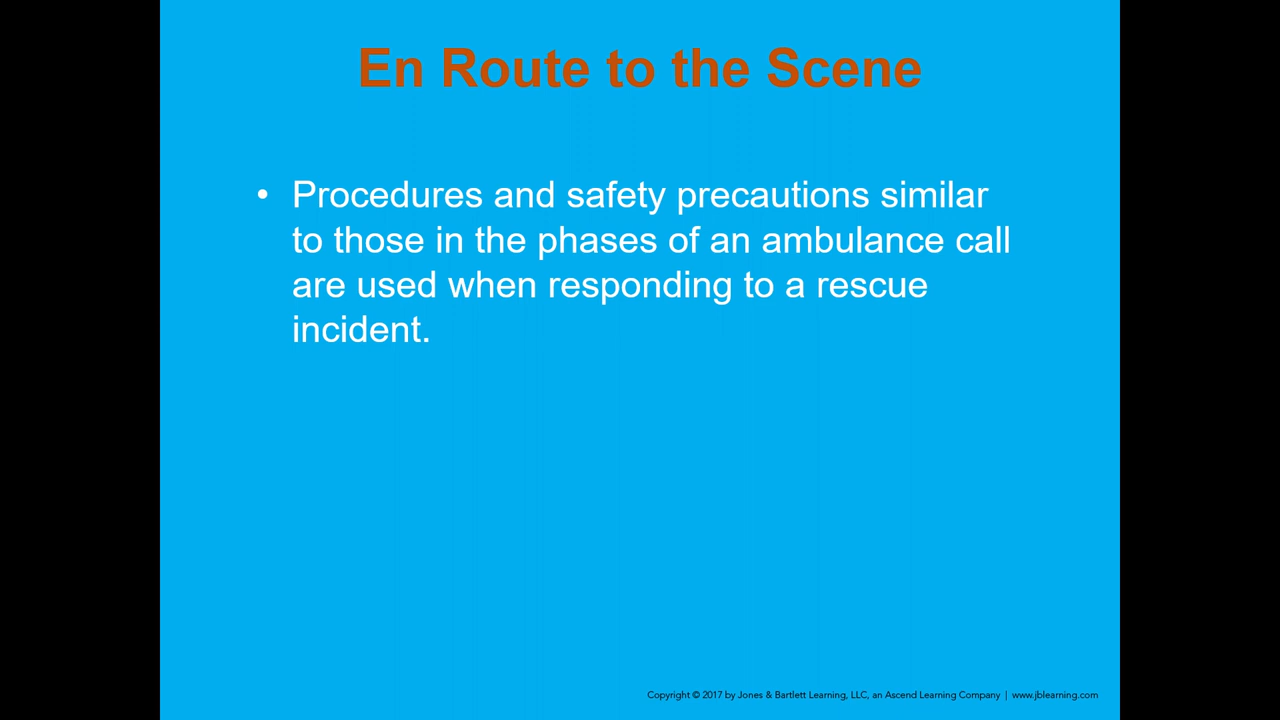 En Route to the Scene
• Procedures and safety precautions similar
to those in the phases of an ambulance call
are used when responding to a rescue
incident.
Copyright © 2017 by Jones & Bartlett Learning, LLC, an Ascend Learning Company | www.jblearning.com